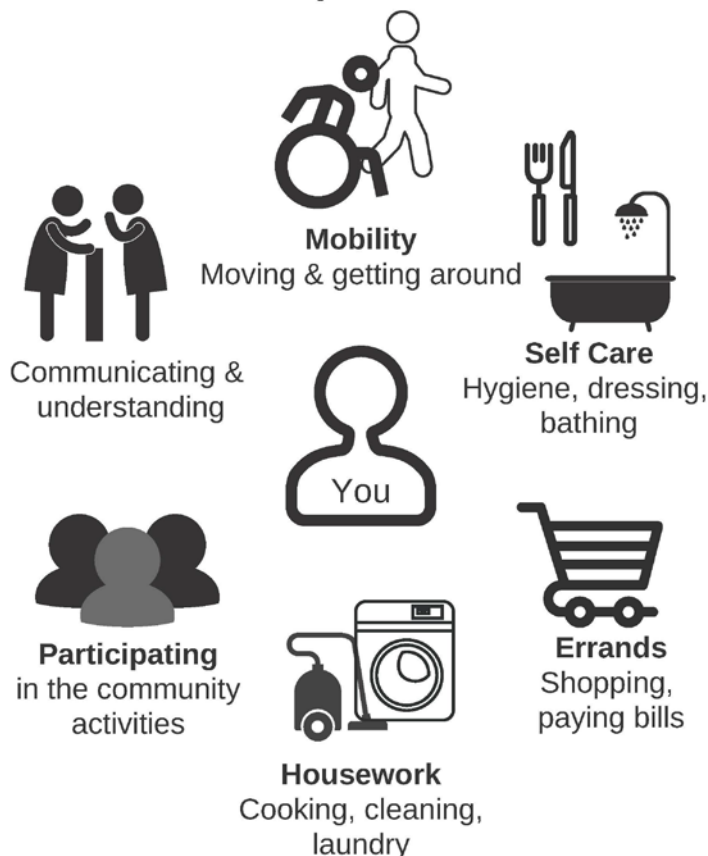 Mobility
Moving & getting around
Communicating &
understanding
Self Care
Hygiene, dressing,
bathing
You
Participating
in the community
activities
Errands
Shopping,
paying bills
Housework
Cooking, cleaning,
laundry